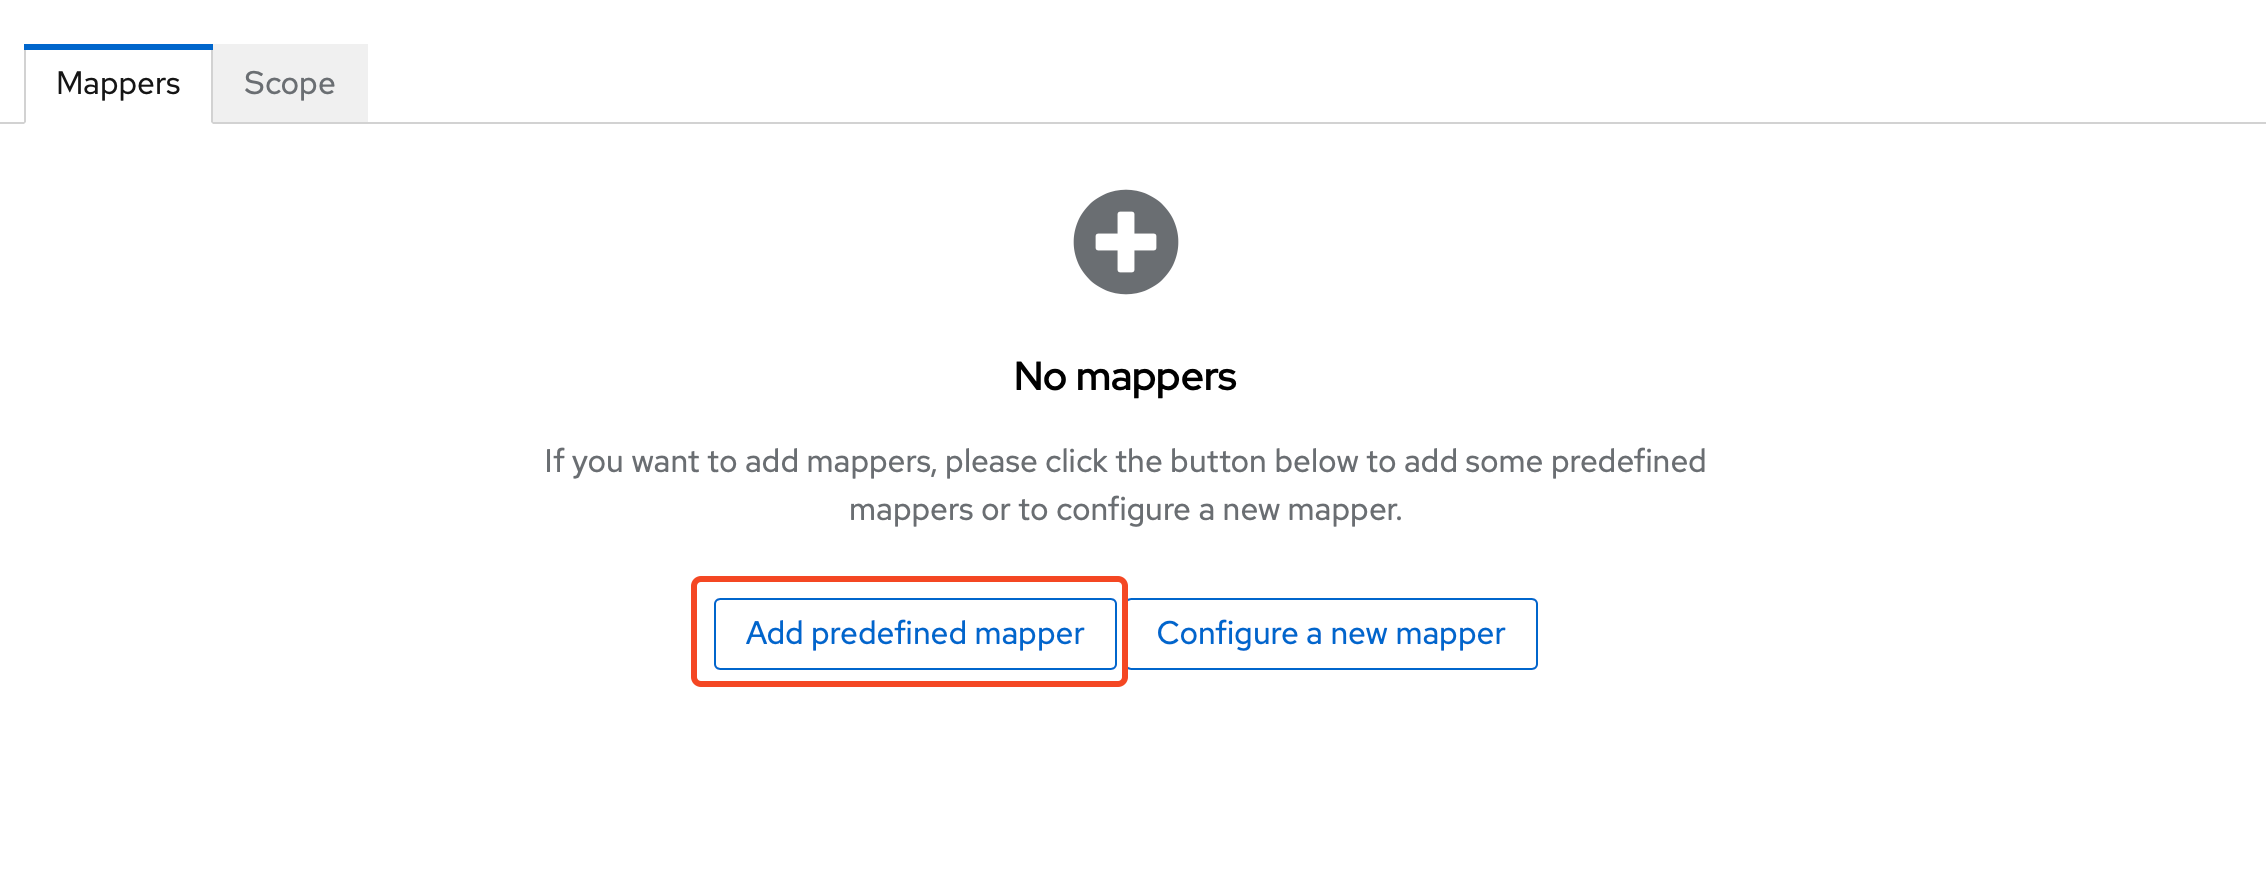 Mappers
Scope
No mappers
If you want to add mappers, please click the button below to add some predefined
mappers or to configure a new mapper.
Add predefined mapper
Configure a new mapper